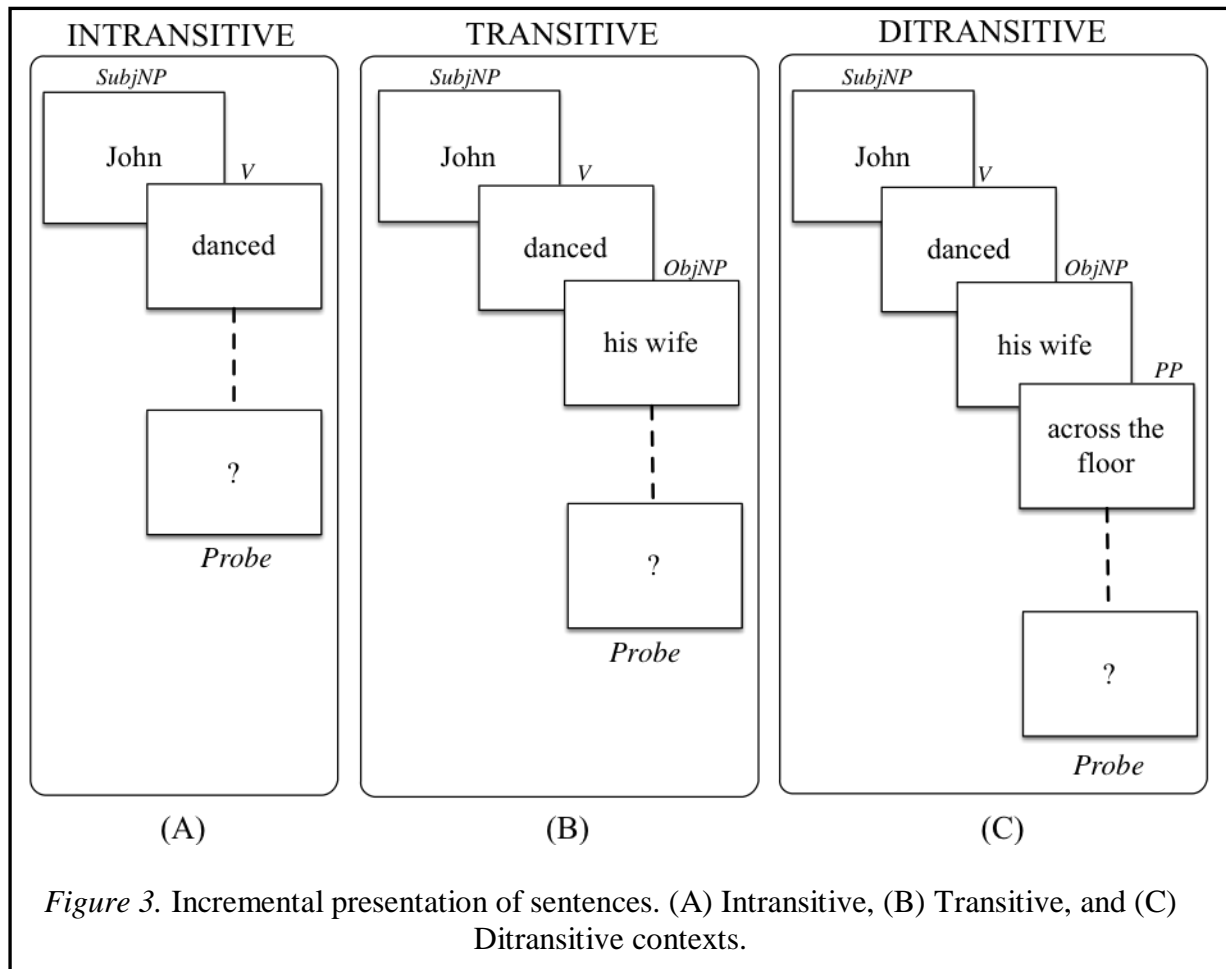 INTRANSITIVE
SubjNP
John
V
danced
?
Probe
(A)
TRANSITIVE
SubjNP
John
V
danced
ObjNP
his wife
?
Probe
(B)
DITRANSITIVE
SubjNP
John
V
danced
ObjNP
his wife
PP
across the
floor
?
Probe
(C)
Figure 3. Incremental presentation of sentences. (A) Intransitive, (B) Transitive, and (C)
Ditransitive contexts.